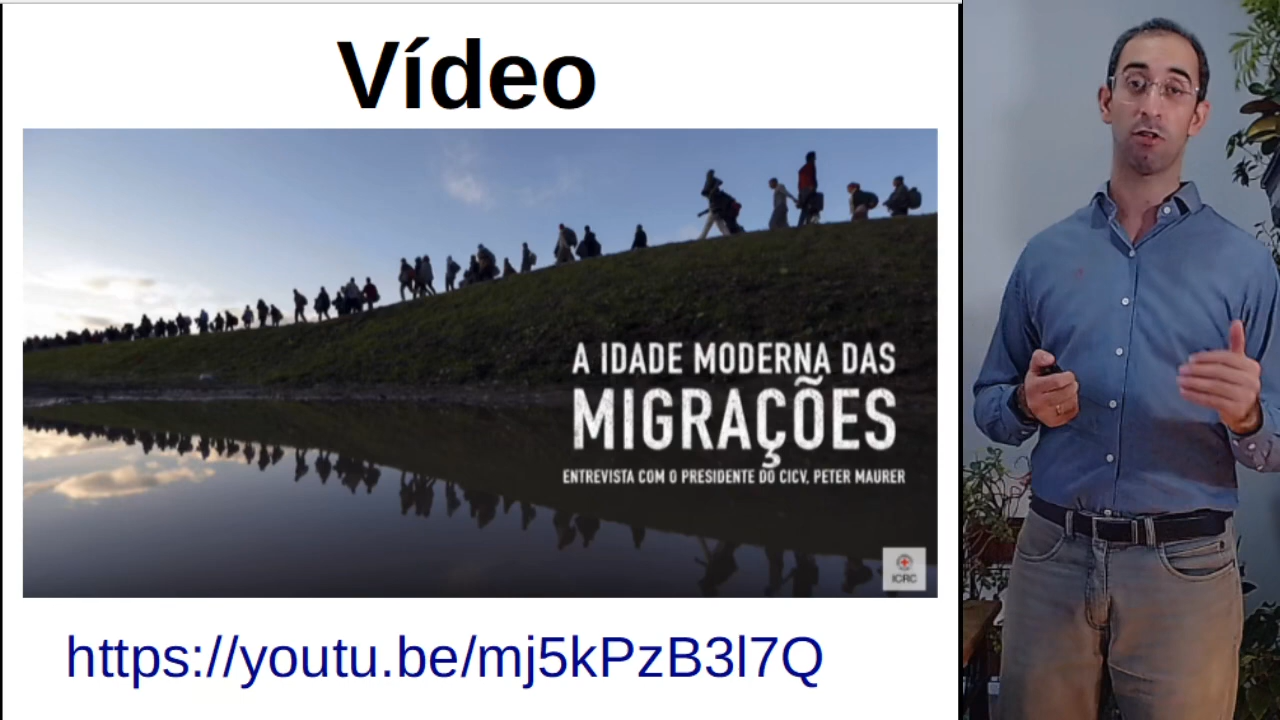 Vídeo
A IDADE MODERNA DAS
MIGRAÇÕES
ENTREVISTA COM O PRESIDENTE DO CICV, PETER MAURER
ICRC
https://youtu.be/mj5kPzB3l7Q